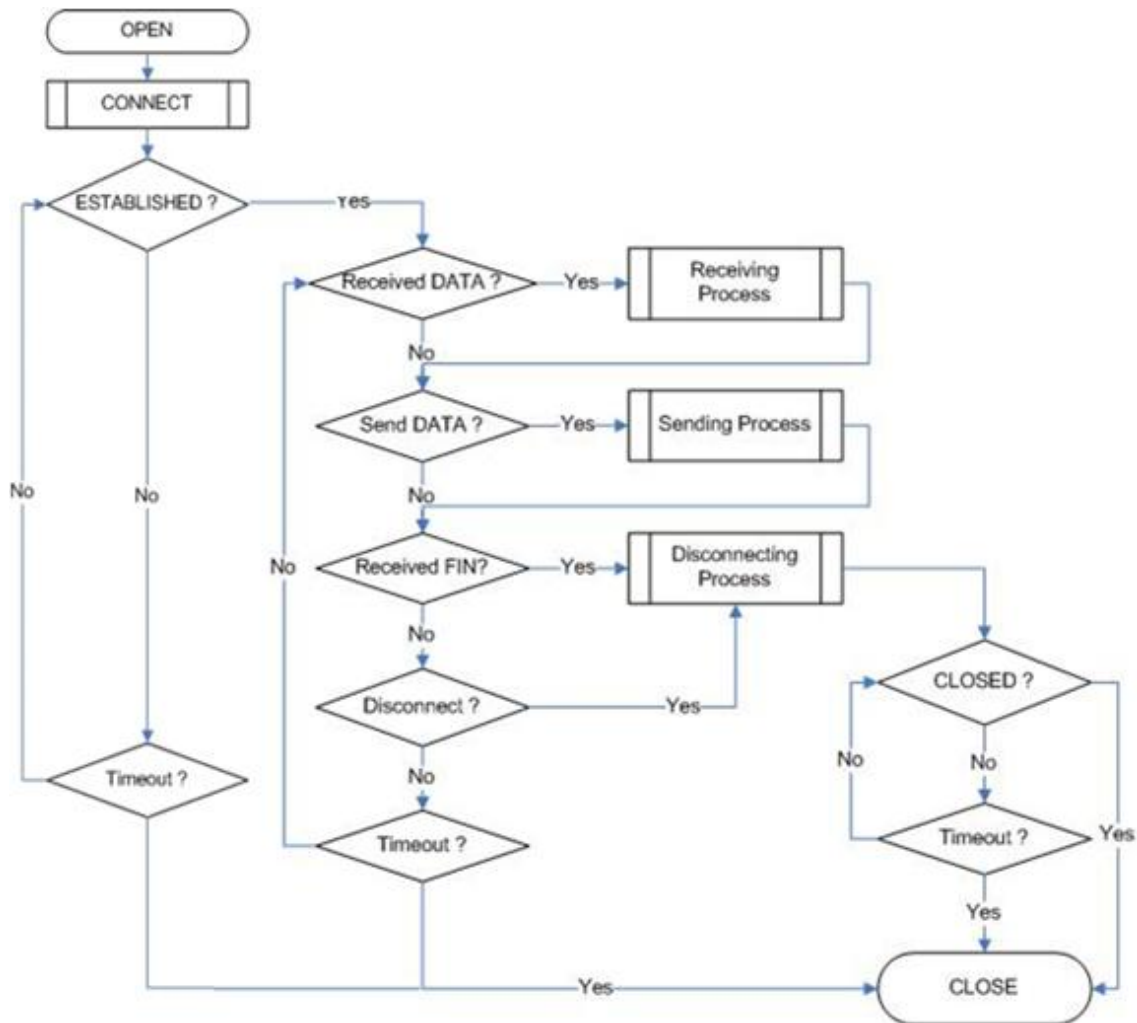 OPEN
CONNECT
ESTABLISHED ?
Yes
Received DATA ?
Yes
Receiving
Process
No
Send DATA ?
Yes
Sending Process
No
No
No
Received FIN?
Yes
Disconnecting
Process
No
No
Disconnect ?
Yes
CLOSED ?
Timeout ?
No
No
No
Timeout ?
Timeout ?
Yes
Yes
Yes
CLOSE